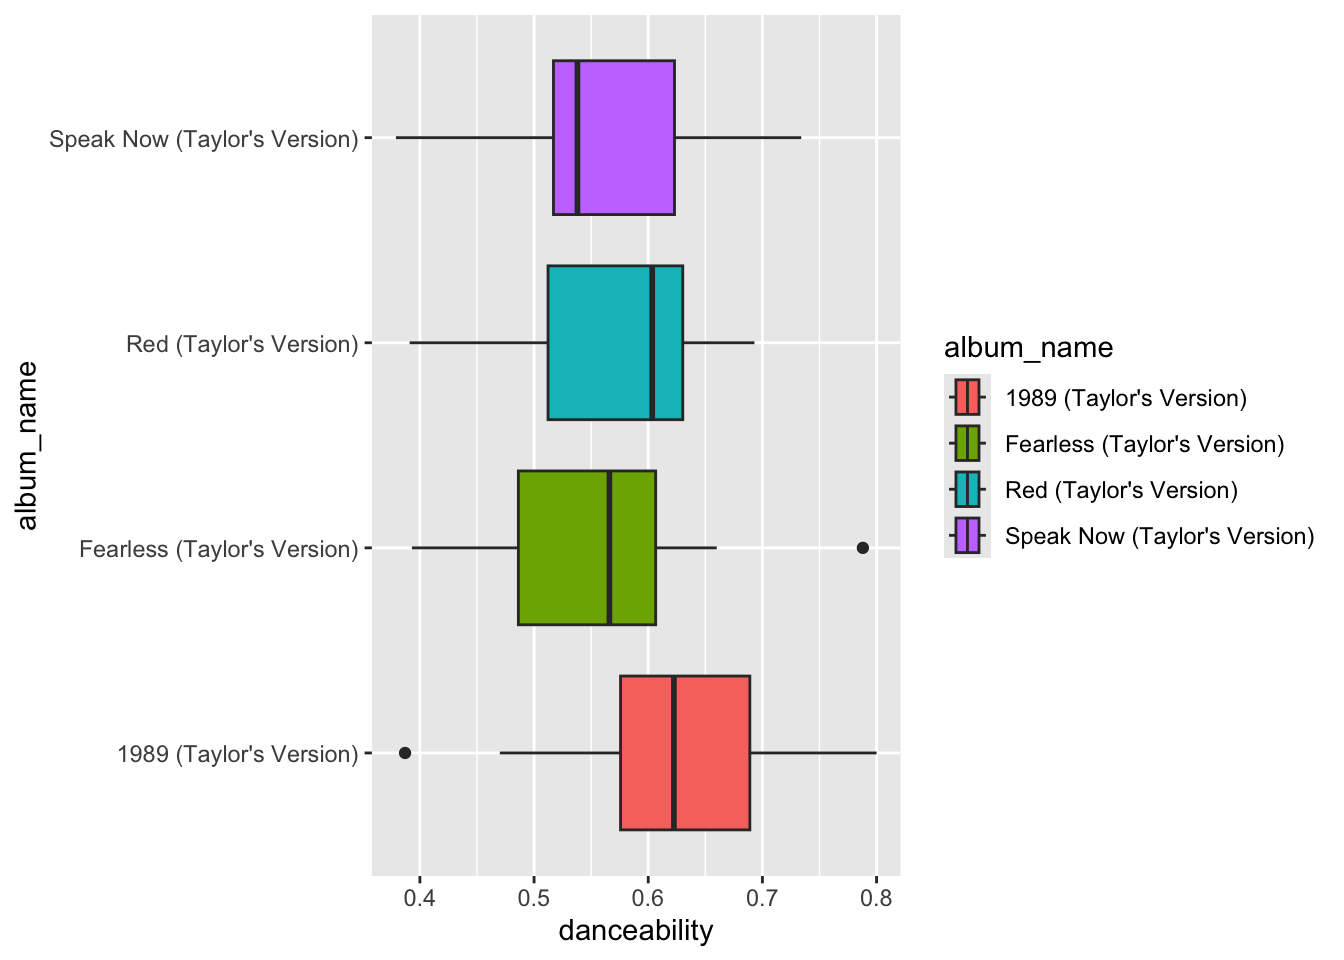 album_name
Speak Now (Taylor's Version)
Red (Taylor's Version)
Fearless (Taylor's Version)
1989 (Taylor's Version)
0.4 0.5 0.6 0.7 0.8
danceability
album_name
1989 (Taylor's Version)
Fearless (Taylor's Version)
Red (Taylor's Version)
Speak Now (Taylor's Version)